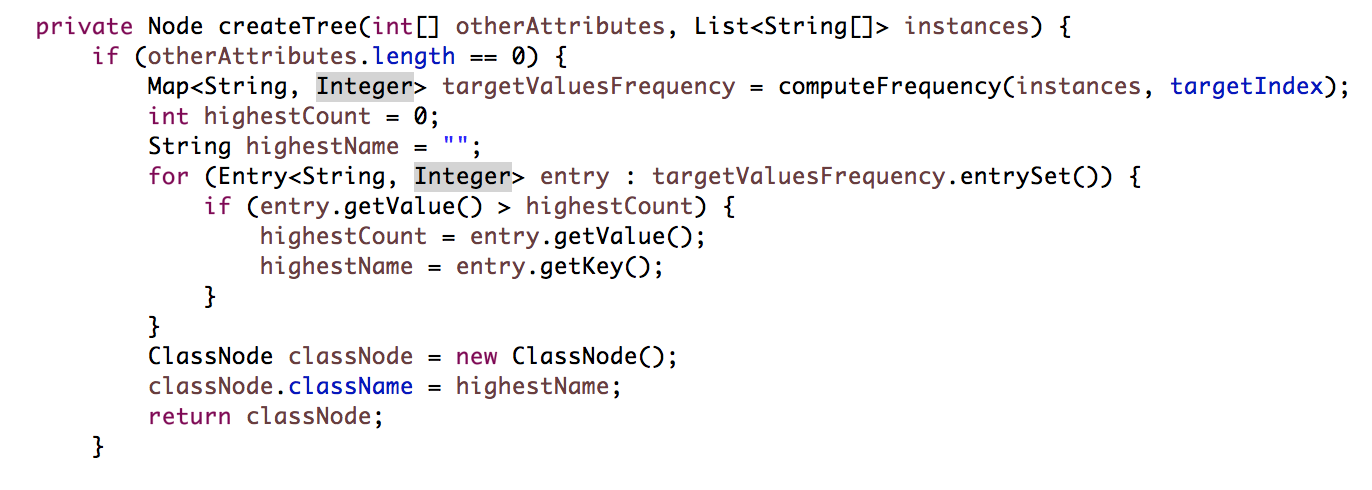 private Node createTree(int[] otherAttributes, List<String[]> instances) {
    if (otherAttributes.length == 0) {
        Map<String, Integer> targetValuesFrequency = computeFrequency(instances, targetIndex);
        int highestCount = 0;
        String highestName = "";
        for (Entry<String, Integer> entry : targetValuesFrequency.entrySet()) {
            if (entry.getValue() > highestCount) {
                highestCount = entry.getValue();
                highestName = entry.getKey();
            }
        }
        ClassNode classNode = new ClassNode();
        classNode.className = highestName;
        return classNode;
    }